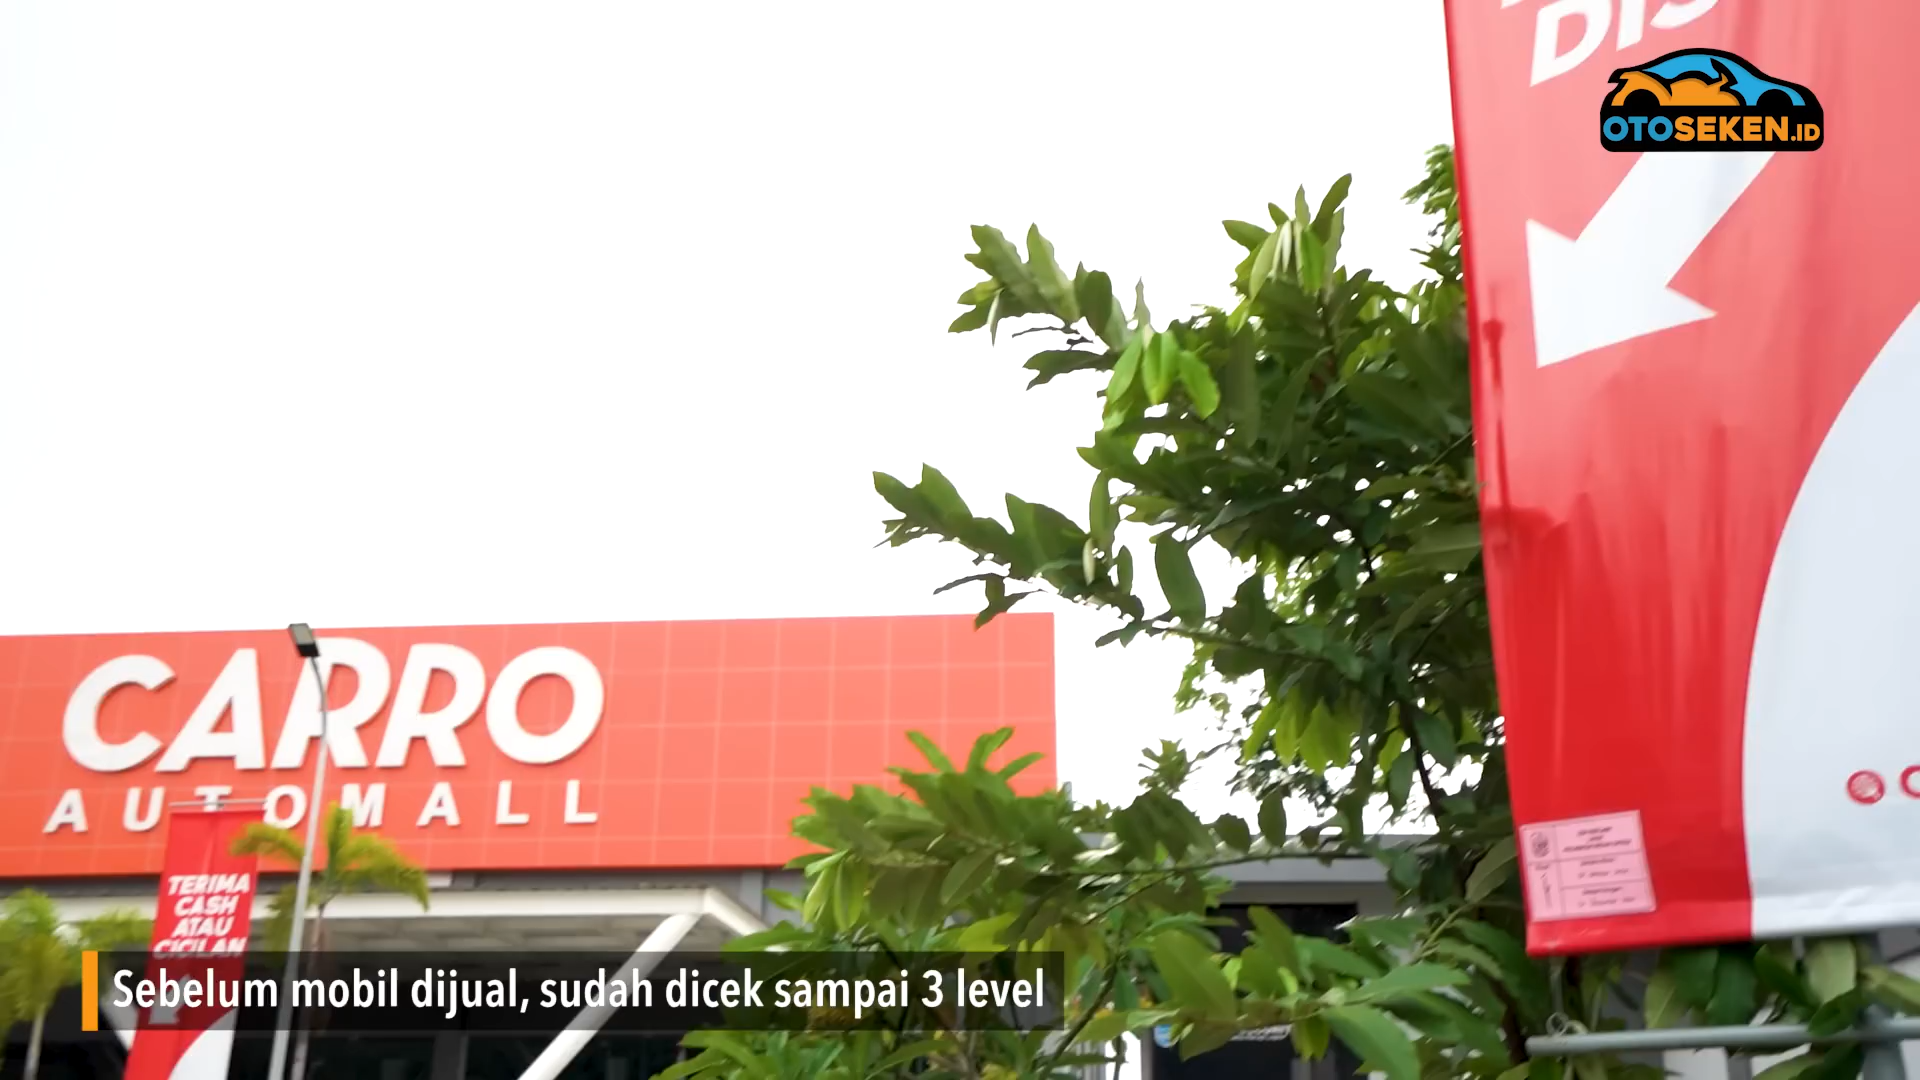 DIS
OTOSEKEN.ID
CARRO
AUTOMALL
TERIMA
CASH
ATAU
CICILAN
Sebelum mobil dijual, sudah dicek sampai 3 level